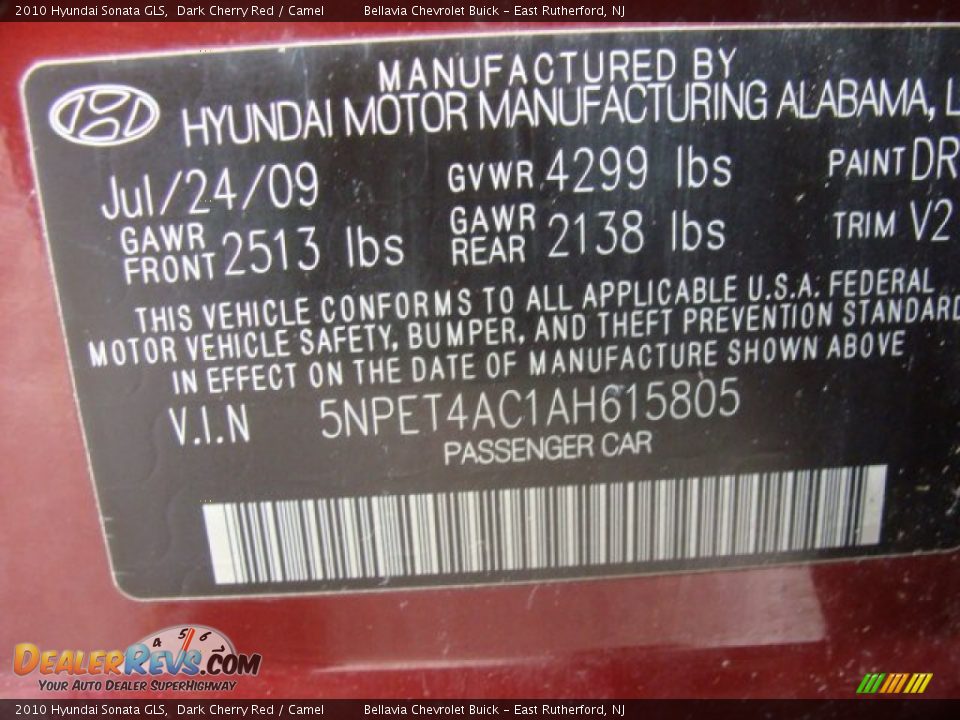 2010 Hyundai Sonata GLS, Dark Cherry Red / Camel Bellavia Chevrolet Buick – East Rutherford, NJ
MANUFACTURED BY
HYUNDAI MOTOR MANUFACTURING ALABAMA, L
Jul/24/09 GVWR 4299 lbs PAINT DR
GAWR FRONT 2513 lbs GAWR REAR 2138 lbs TRIM V2
THIS VEHICLE CONFORMS TO ALL APPLICABLE U.S.A. FEDERAL
MOTOR VEHICLE SAFETY, BUMPER, AND THEFT PREVENTION STANDARD
IN EFFECT ON THE DATE OF MANUFACTURE SHOWN ABOVE
V.I.N 5NPET4AC1AH615805
PASSENGER CAR
4 5 6
DEALERREVS.COM
YOUR AUTO DEALER SUPERHIGHWAY
2010 Hyundai Sonata GLS, Dark Cherry Red / Camel Bellavia Chevrolet Buick – East Rutherford, NJ